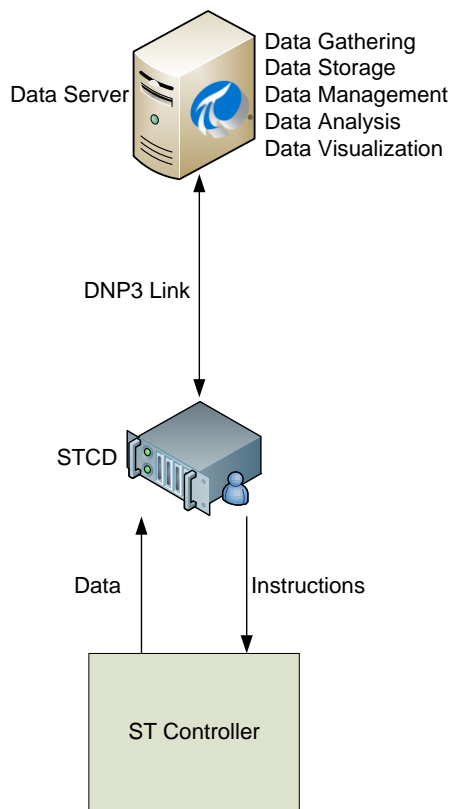 Data Server
Data Gathering
Data Storage
Data Management
Data Analysis
Data Visualization
DNP3 Link
STCD
Data
Instructions
ST Controller